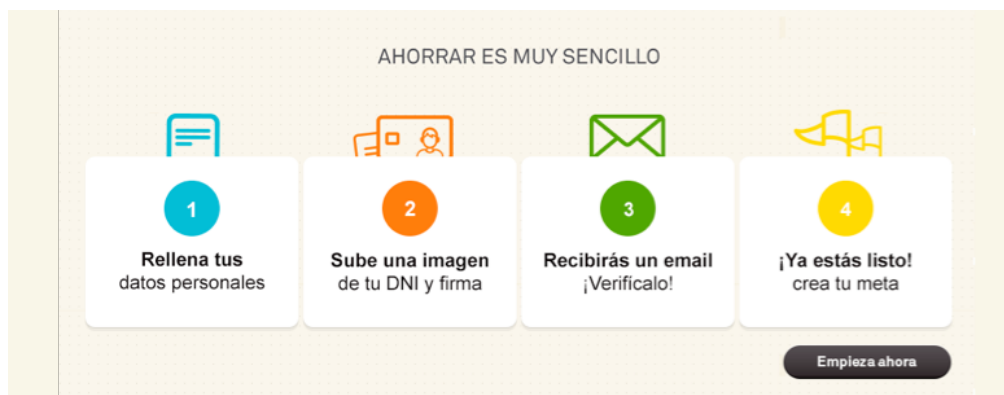 AHORRAR ES MUY SENCILLO
1
Rellena tus
datos personales
2
Sube una imagen
de tu DNI y firma
3
Recibirás un email
¡Verifícalo!
4
¡Ya estás listo!
crea tu meta
Empieza ahora